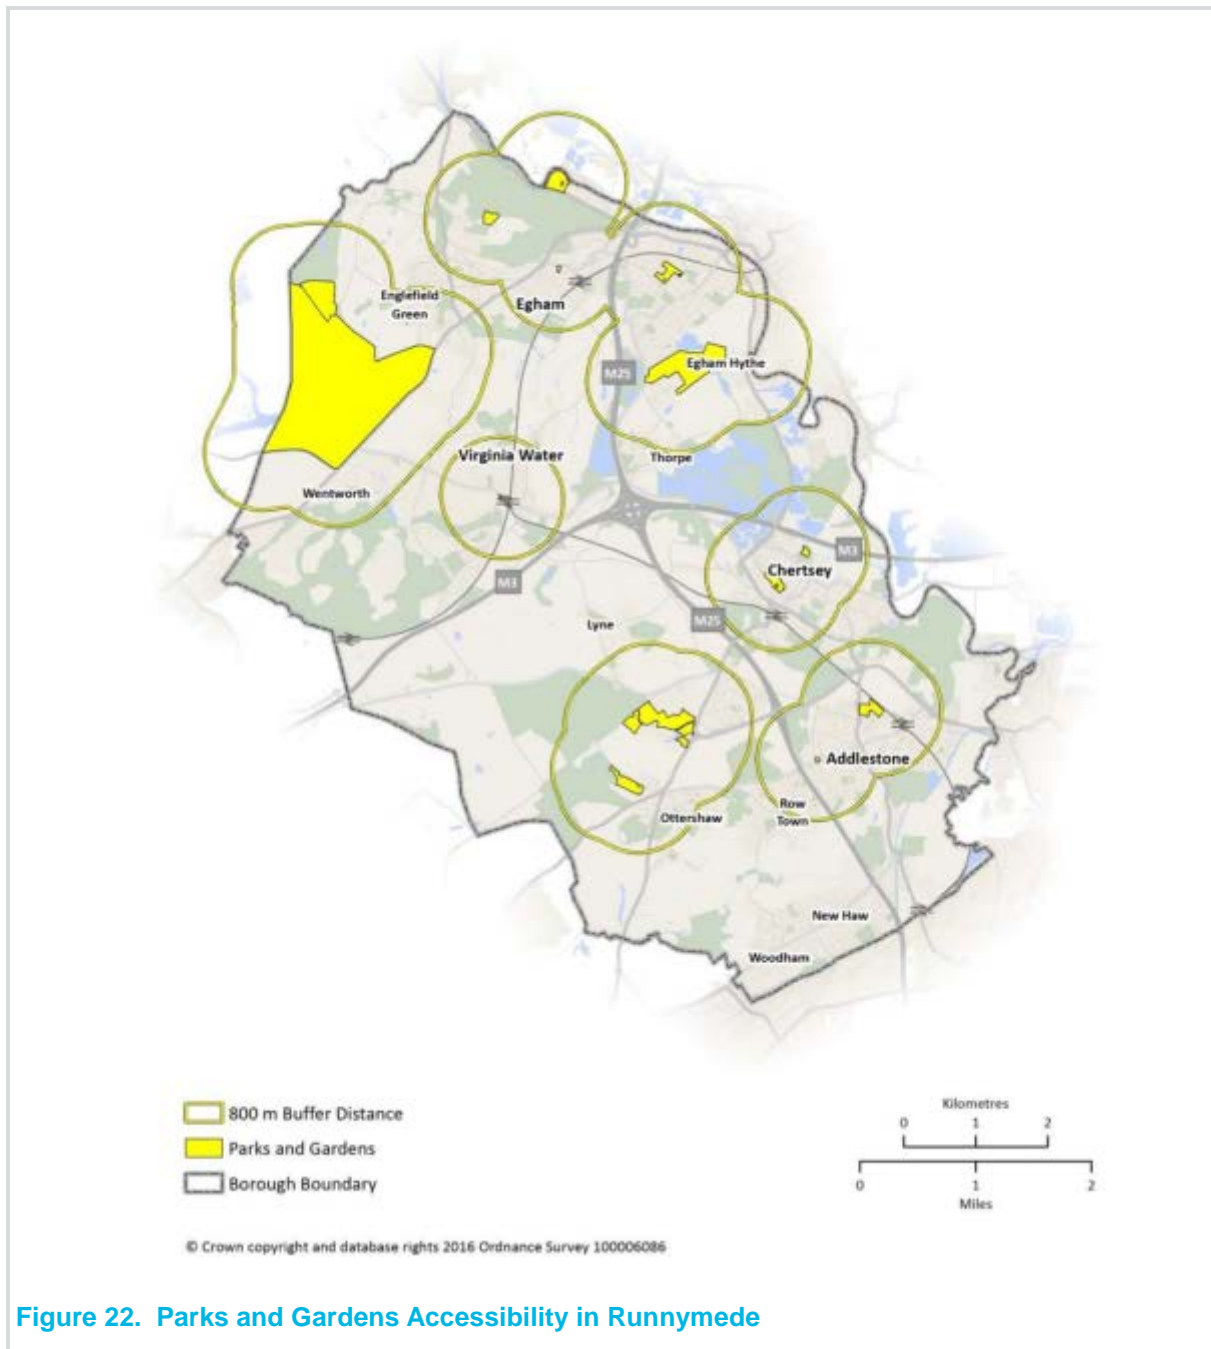 Englefield
Green
Egham
M25
Egham Hythe
Virginia Water
Thorpe
Wentworth
M3
Chertsey
M3
Lyne
M25
Addlestone
Row
Town
Ottershaw
New Haw
Woodham
800 m Buffer Distance
Parks and Gardens
Borough Boundary
Kilometres
0 1 2
0 1 2
Miles
© Crown copyright and database rights 2016 Ordnance Survey 100006086
Figure 22. Parks and Gardens Accessibility in Runnymede